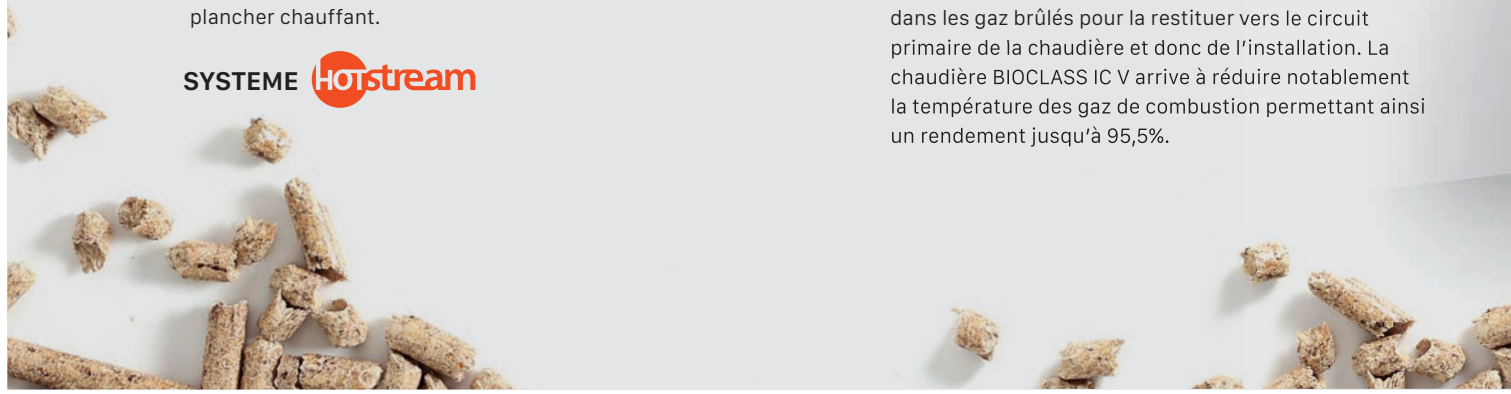 plancher chauffant.
SYSTEME HOTstream
dans les gaz brûlés pour la restituer vers le circuit
primaire de la chaudière et donc de l'installation. La
chaudière BIOCLASS IC V arrive à réduire notablement
la température des gaz de combustion permettant ainsi
un rendement jusqu'à 95,5%.